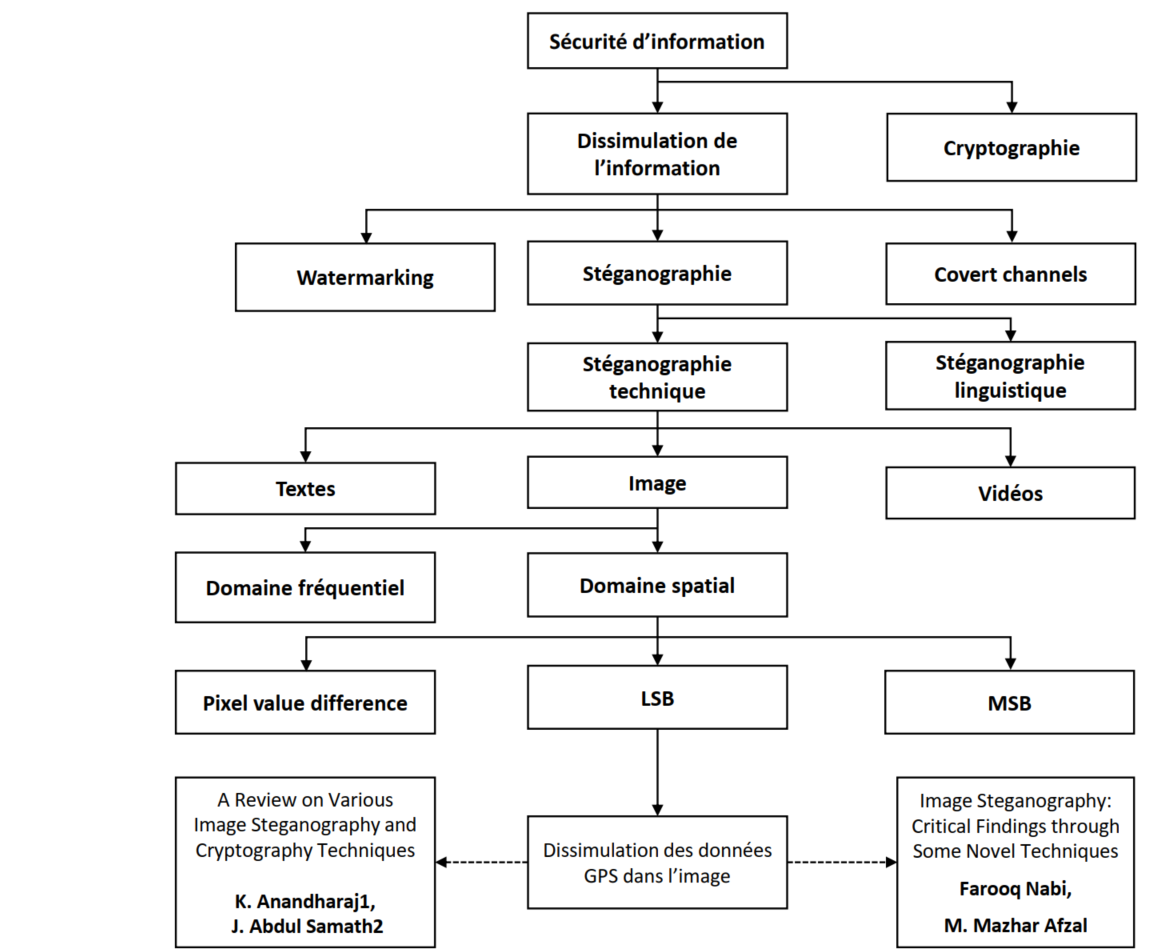 Sécurité d’information
Dissimulation de
l’information
Cryptographie
Watermarking
Stéganographie
Covert channels
Stéganographie
technique
Stéganographie
linguistique
Textes
Image
Vidéos
Domaine fréquentiel
Domaine spatial
Pixel value difference
LSB
MSB
A Review on Various
Image Steganography and
Cryptography Techniques
K. Anandharaj1,
J. Abdul Samath2
Dissimulation des données
GPS dans l’image
Image Steganography:
Critical Findings through
Some Novel Techniques
Farooq Nabi,
M. Mazhar Afzal